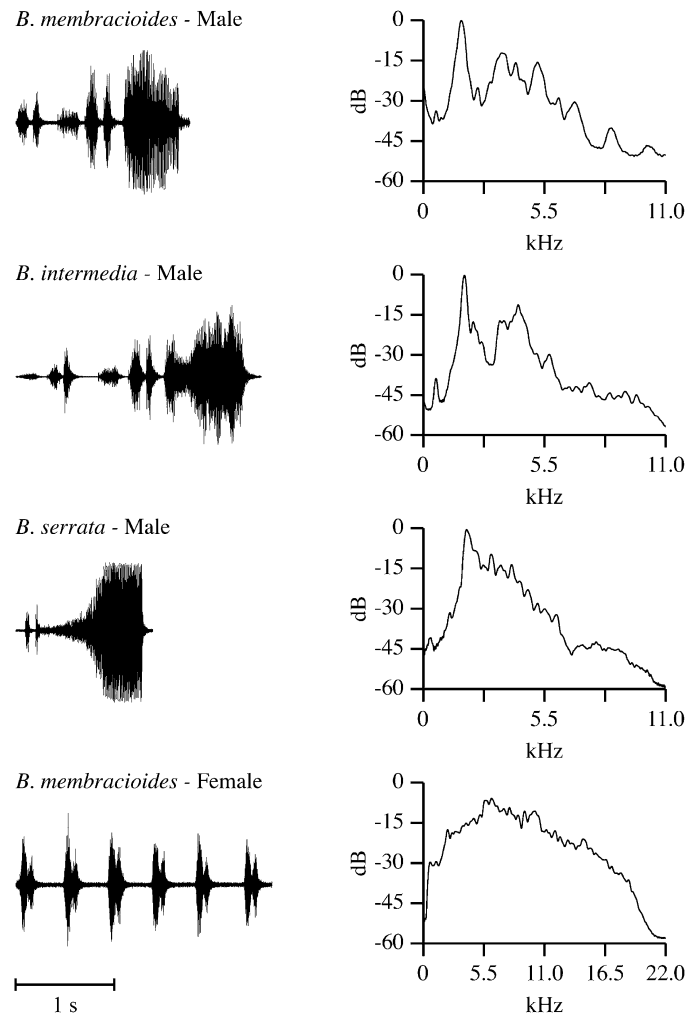 B. membracioides - Male
0
-15
dB
-30
-45
-60
0 5.5 11.0
kHz
B. intermedia - Male
0
-15
dB
-30
-45
-60
0 5.5 11.0
kHz
B. serrata - Male
0
-15
dB
-30
-45
-60
0 5.5 11.0
kHz
B. membracioides - Female
0
-15
dB
-30
-45
-60
0 5.5 11.0 16.5 22.0
kHz
1 s